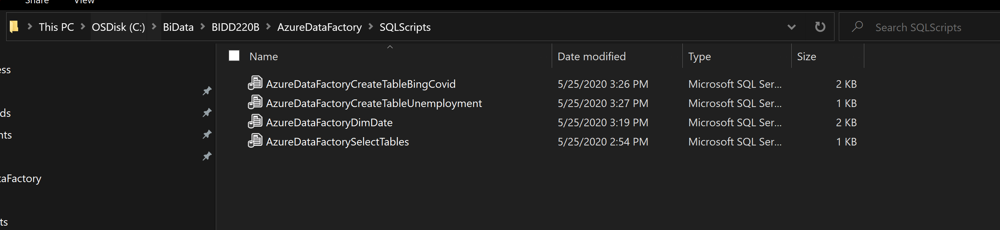 Share View
This PC > OSDisk (C:) > BiData > BIDD220B > AzureDataFactory > SQLScripts
Search SQLScripts
Name Date modified Type Size
AzureDataFactoryCreateTableBingCovid 5/25/2020 3:26 PM Microsoft SQL Ser... 2 KB
AzureDataFactoryCreateTableUnemployment 5/25/2020 3:27 PM Microsoft SQL Ser... 1 KB
AzureDataFactoryDimDate 5/25/2020 3:19 PM Microsoft SQL Ser... 2 KB
AzureDataFactorySelectTables 5/25/2020 2:54 PM Microsoft SQL Ser... 1 KB
ess
ds
nts
taFactory
ts